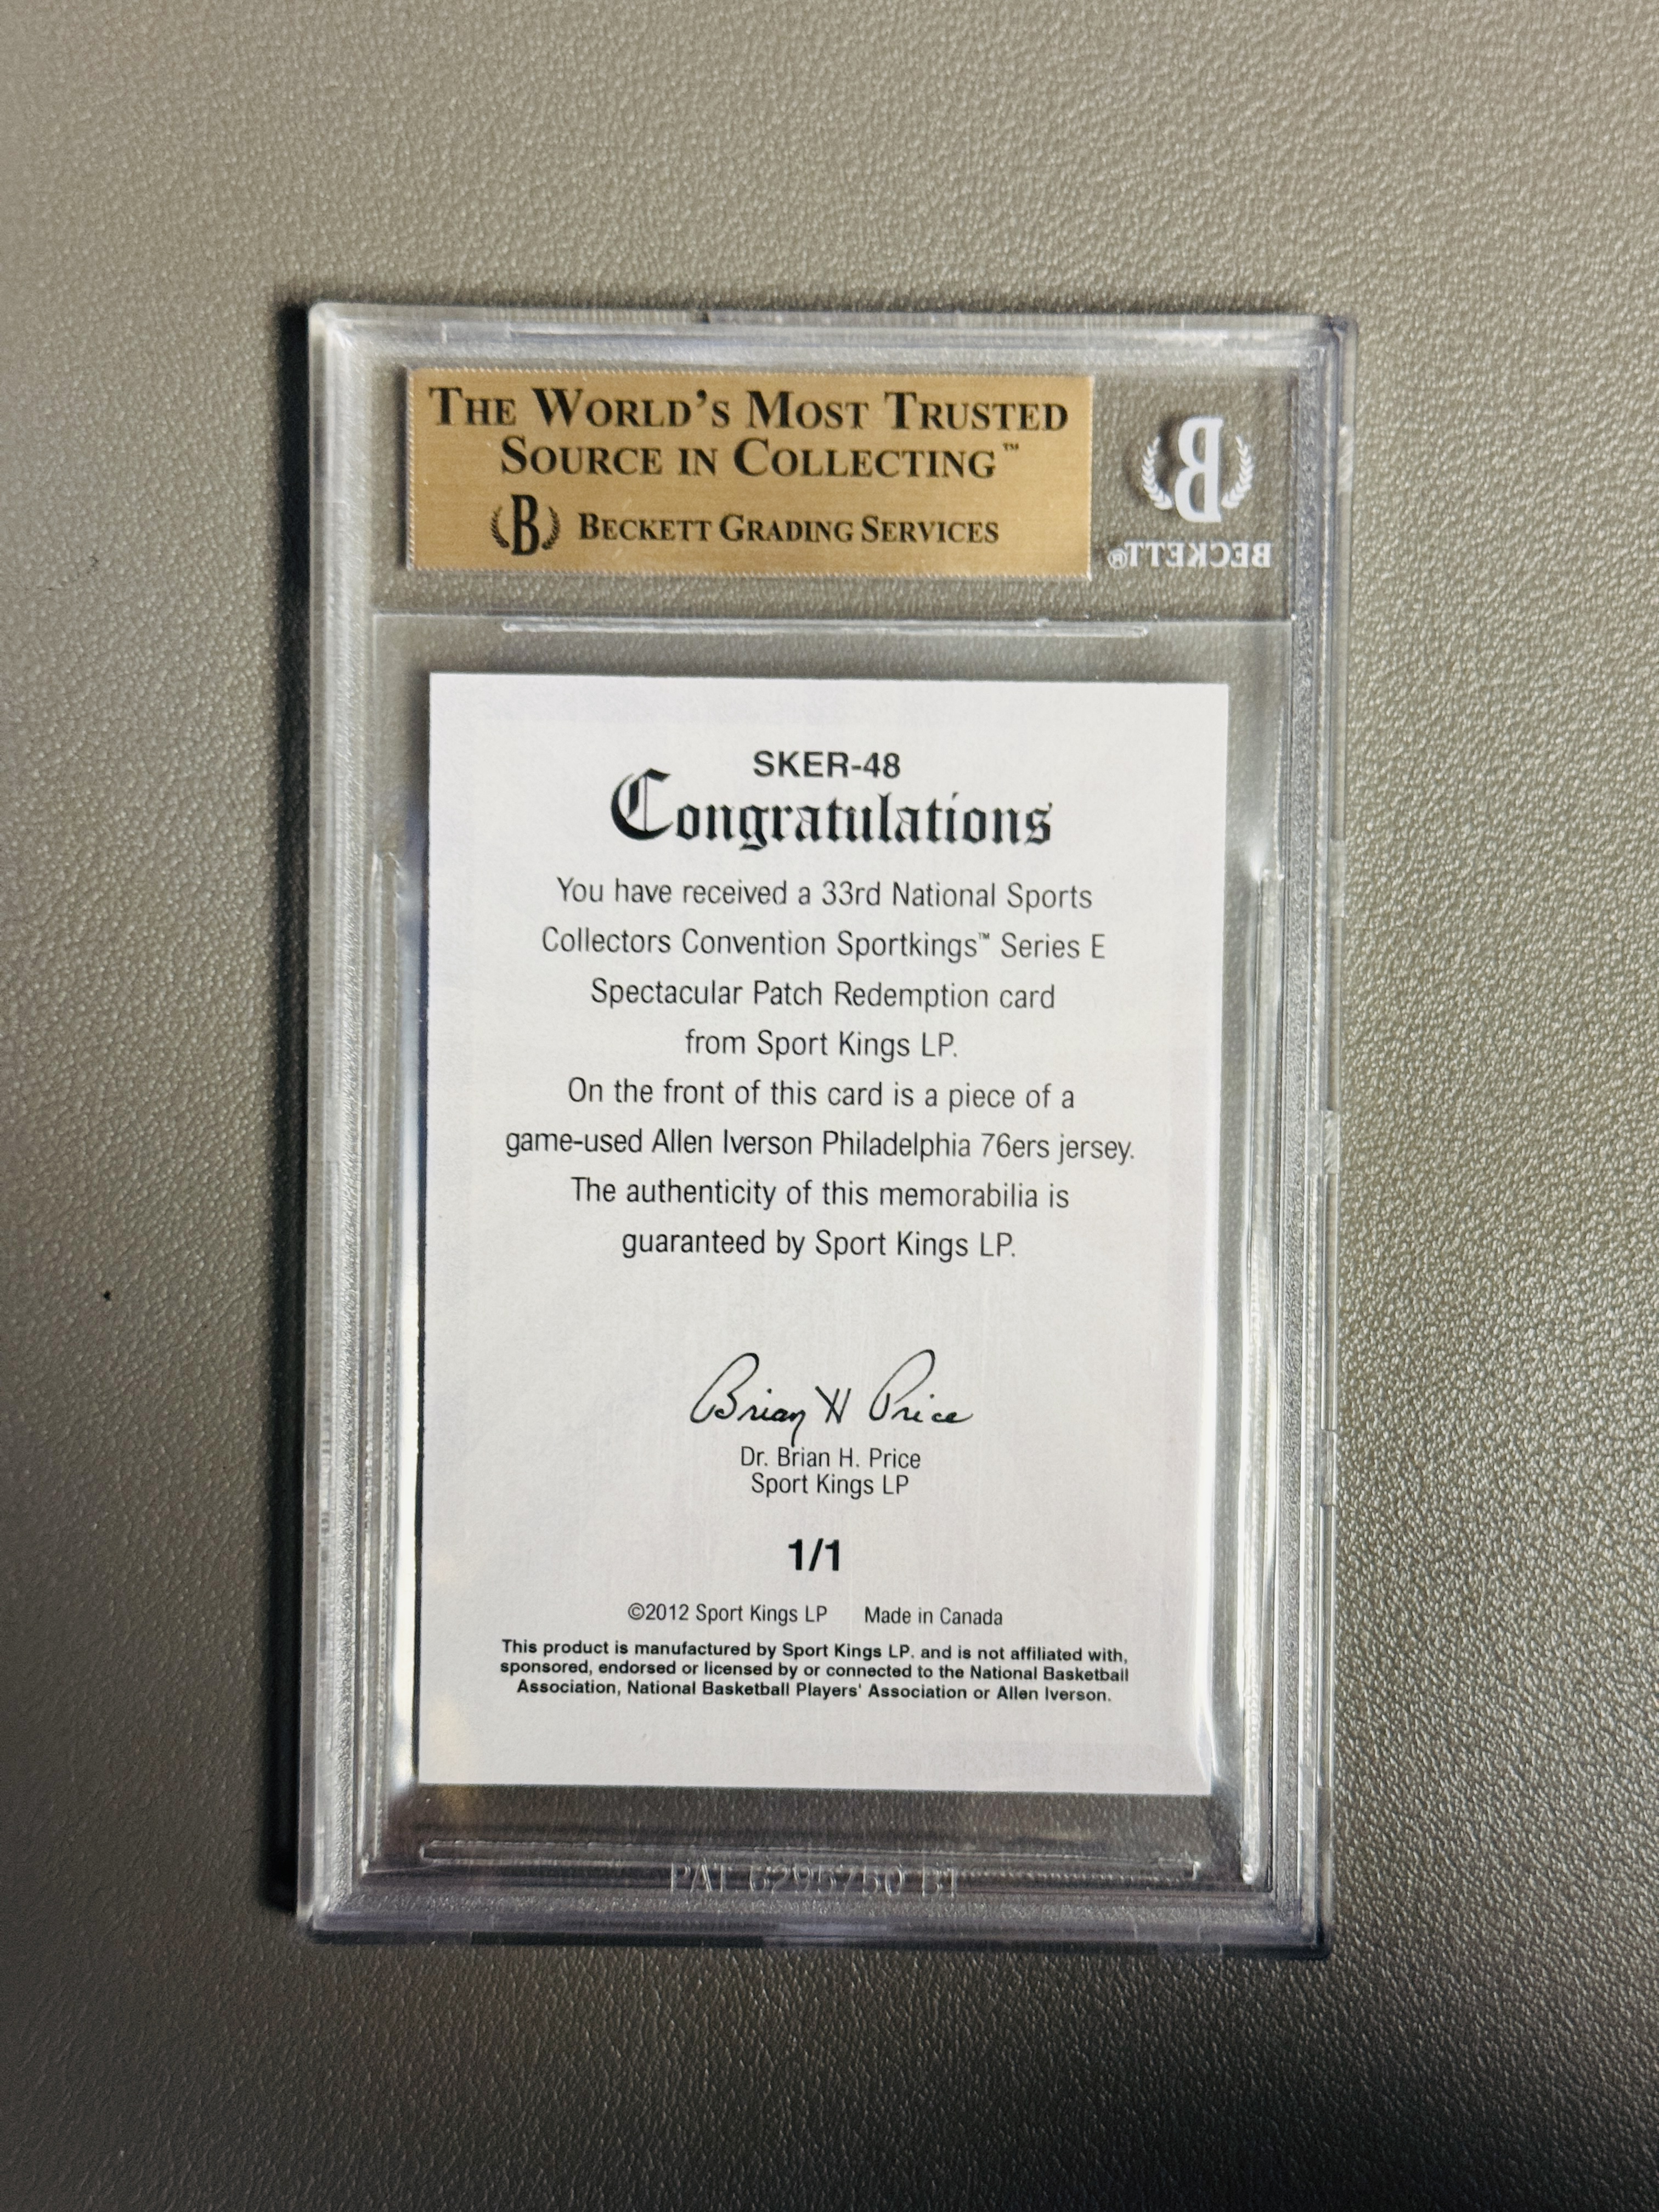 THE WORLD'S MOST TRUSTED
SOURCE IN COLLECTING™
B BECKETT GRADING SERVICES
B
BECKETT®
SKER-48
Congratulations
You have received a 33rd National Sports
Collectors Convention Sportkings™ Series E
Spectacular Patch Redemption card
from Sport Kings LP.
On the front of this card is a piece of a
game-used Allen Iverson Philadelphia 76ers jersey.
The authenticity of this memorabilia is
guaranteed by Sport Kings LP.
Brian H Price
Dr. Brian H. Price
Sport Kings LP
1/1
©2012 Sport Kings LP Made in Canada
This product is manufactured by Sport Kings LP. and is not affiliated with,
sponsored, endorsed or licensed by or connected to the National Basketball
Association, National Basketball Players' Association or Allen Iverson.
PAT 6295750 B1